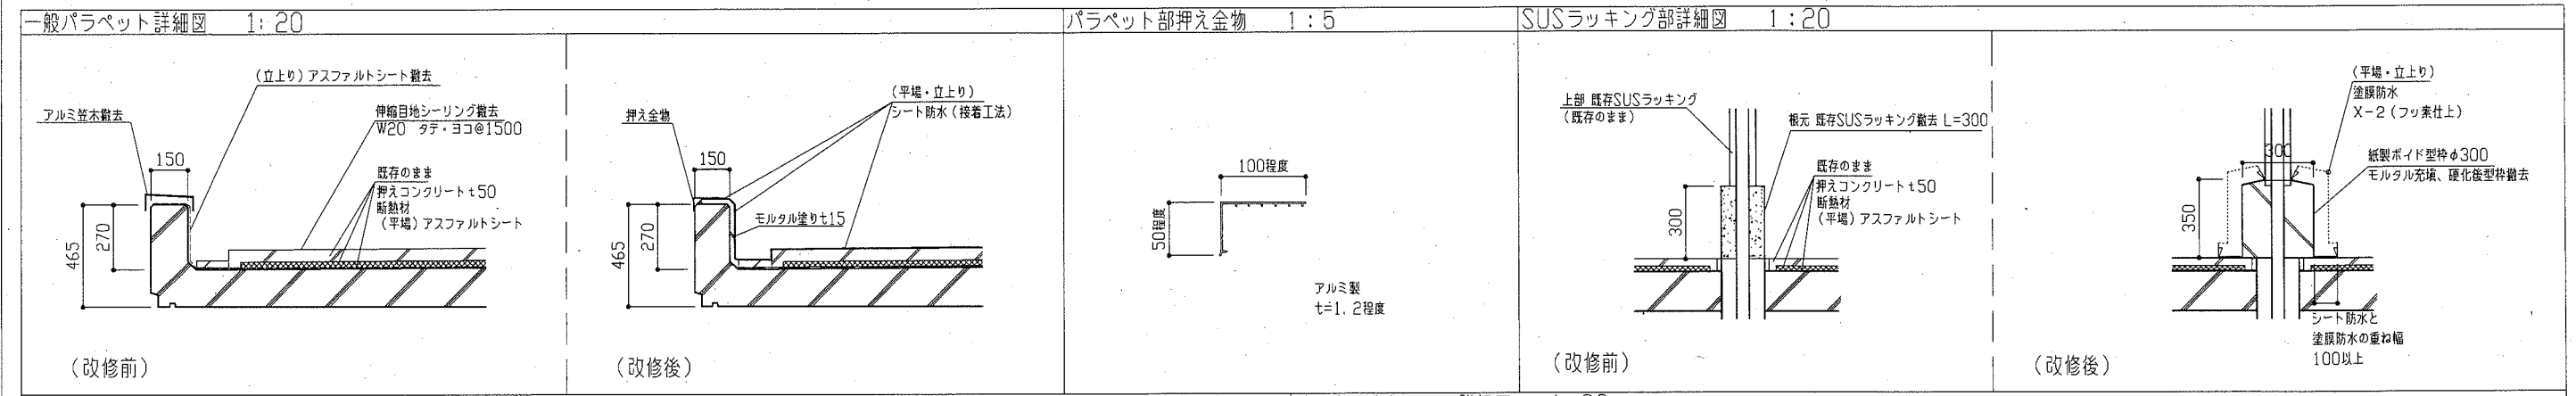 一般パラペット詳細図 1:20
(立上り)アスファルトシート撤去
アルミ笠木撤去
伸縮目地シーリング撤去
W20 タテ・ヨコ@1500
150
既存のまま
押えコンクリートt50
断熱材
(平場)アスファルトシート
465
270
(改修前)
(平場・立上り)
シート防水(接着工法)
押え金物
150
モルタル塗りt15
465
270
(改修後)
パラペット部押え金物 1:5
100程度
50程度
アルミ製
t=1.2程度
SUSラッキング部詳細図 1:20
上部 既存SUSラッキング
(既存のまま)
根元 既存SUSラッキング撤去 L=300
既存のまま
押えコンクリートt50
断熱材
(平場)アスファルトシート
300
(改修前)
(平場・立上り)
塗膜防水
X-2(フッ素仕上)
300
紙製ボイド型枠φ300
モルタル充填、硬化後型枠撤去
350
シート防水と
塗膜防水の重ね幅
100以上
(改修後)